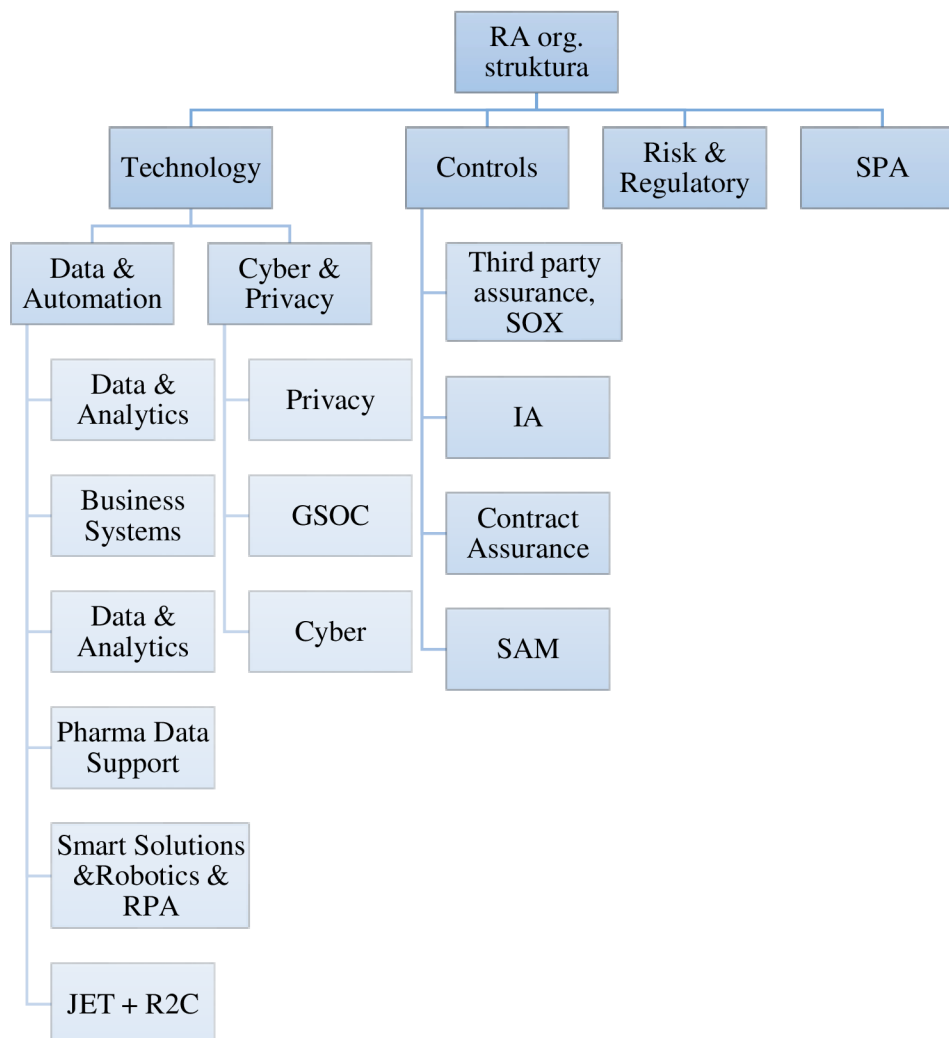 RA org.
struktura
Technology
Controls
Risk &
Regulatory
SPA
Data &
Automation
Cyber &
Privacy
Third party
assurance,
SOX
Data &
Analytics
Privacy
IA
Business
Systems
GSOC
Contract
Assurance
Data &
Analytics
Cyber
SAM
Pharma Data
Support
Smart Solutions
&Robotics &
RPA
JET + R2C